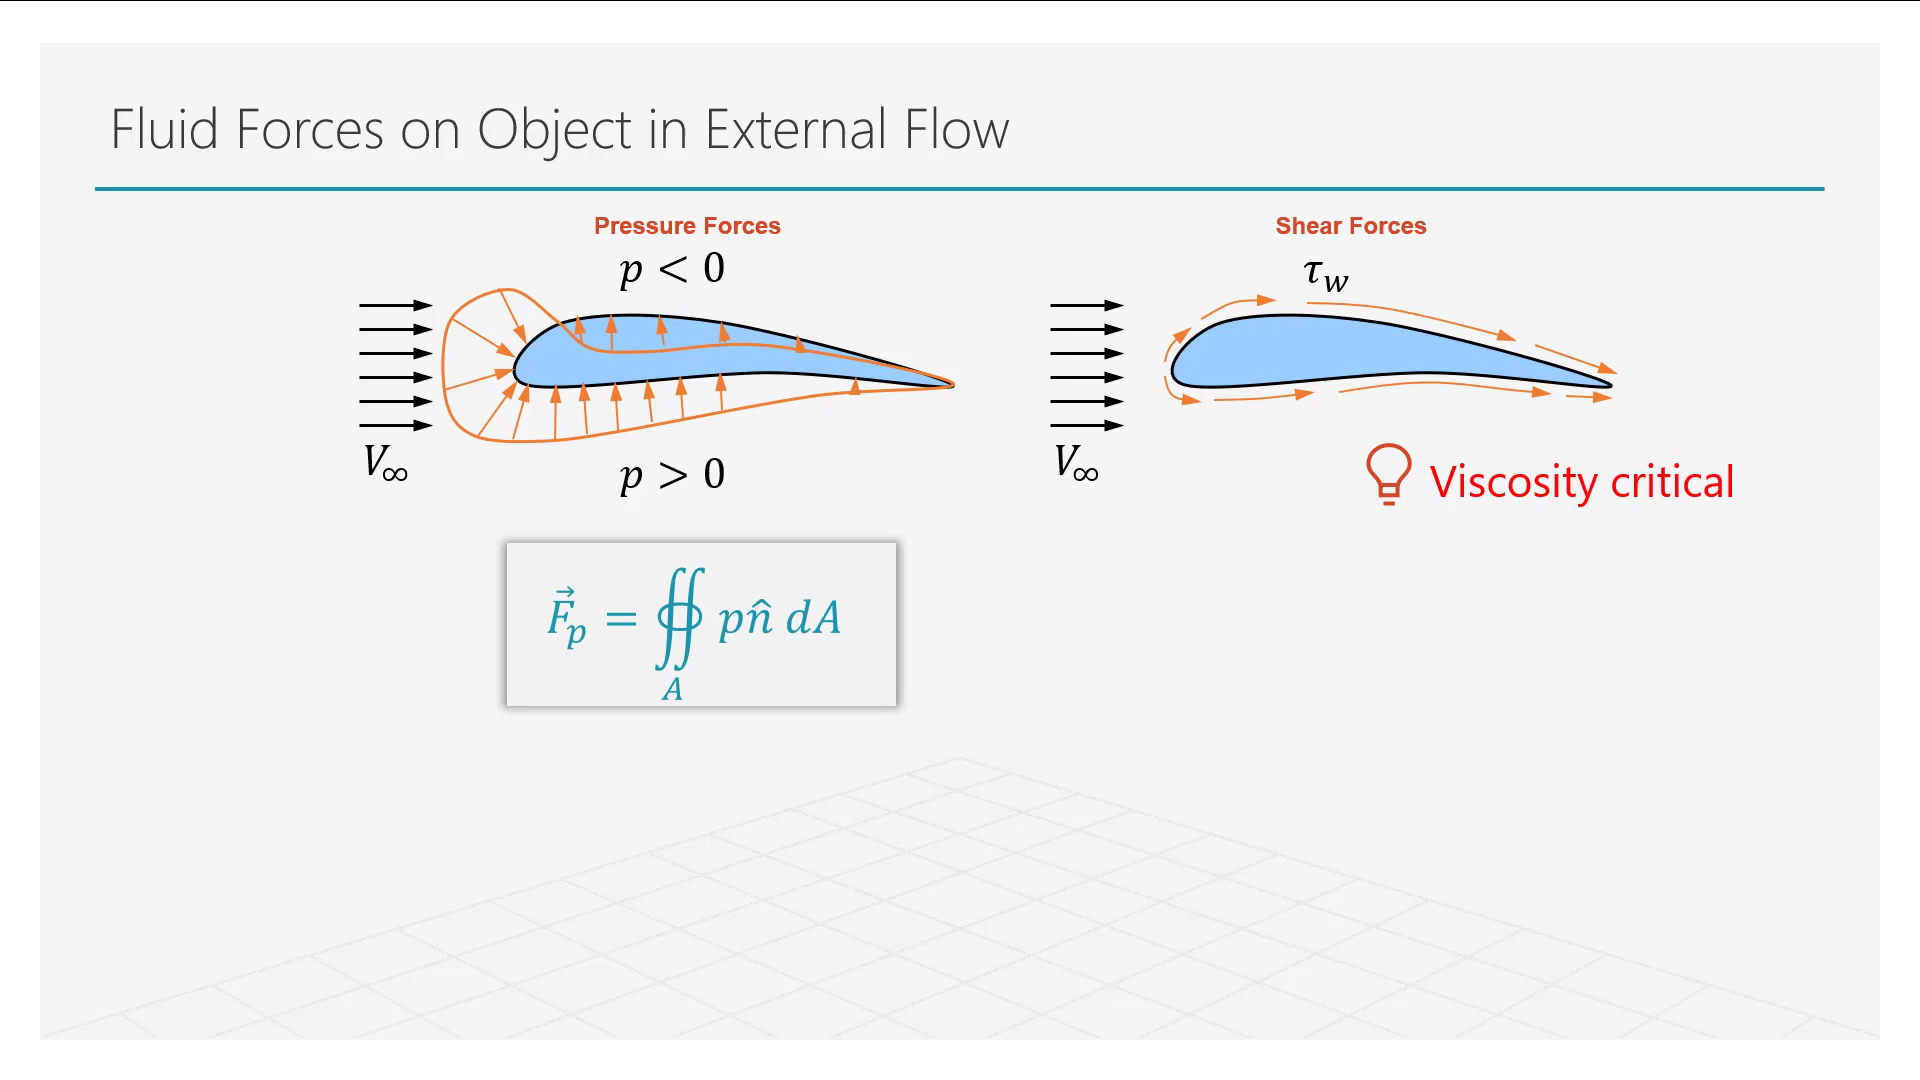 Fluid Forces on Object in External Flow
Pressure Forces
p < 0
V∞
p > 0
Shear Forces
τw
V∞
Viscosity critical
F⃗p = ∯A pn̂ dA